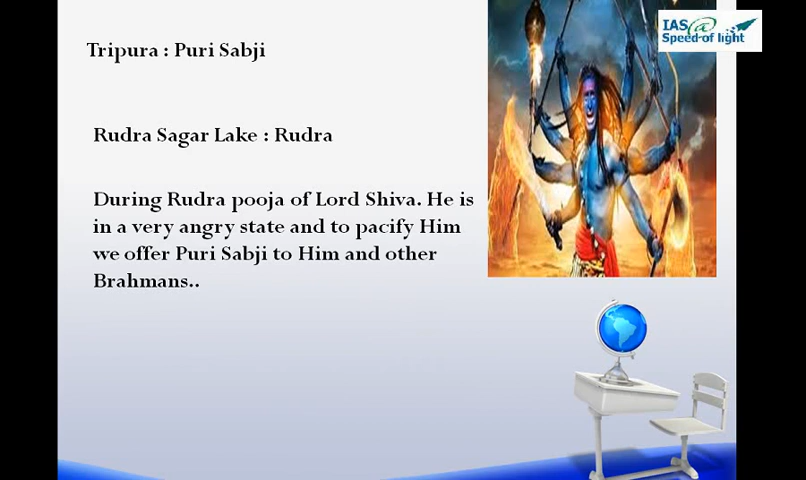 IAS@
Speed of light
Tripura : Puri Sabji
Rudra Sagar Lake : Rudra
During Rudra pooja of Lord Shiva. He is
in a very angry state and to pacify Him
we offer Puri Sabji to Him and other
Brahmans..